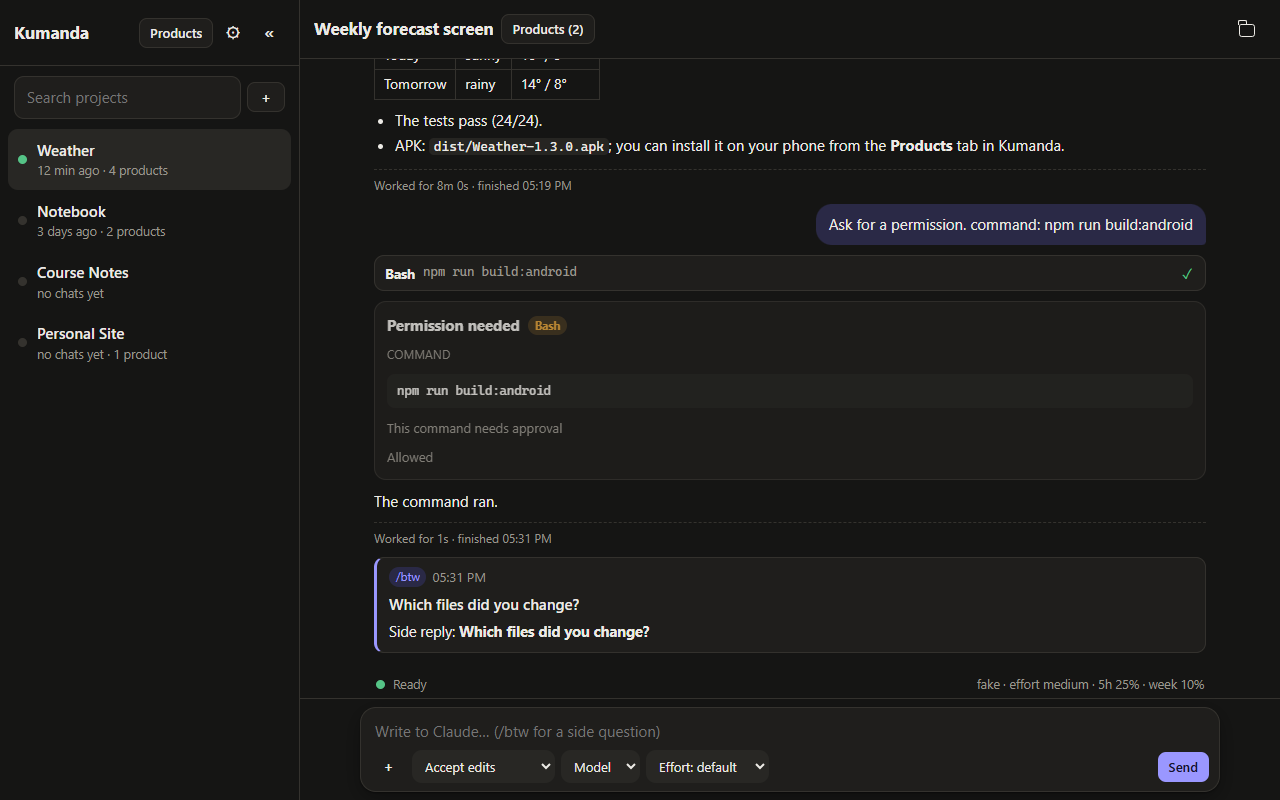 Kumanda
Products
«
Search projects
+
Weather
12 min ago · 4 products
Notebook
3 days ago · 2 products
Course Notes
no chats yet
Personal Site
no chats yet · 1 product
Weekly forecast screen
Products (2)
Tomorrow rainy 14° / 8°
• The tests pass (24/24).
• APK: dist/Weather-1.3.0.apk; you can install it on your phone from the Products tab in Kumanda.
Worked for 8m 0s · finished 05:19 PM
Ask for a permission. command: npm run build:android
Bash npm run build:android ✓
Permission needed Bash
COMMAND
npm run build:android
This command needs approval
Allowed
The command ran.
Worked for 1s · finished 05:31 PM
/btw 05:31 PM
Which files did you change?
Side reply: Which files did you change?
Ready
fake · effort medium · 5h 25% · week 10%
Write to Claude... (/btw for a side question)
+ Accept edits Model Effort: default Send